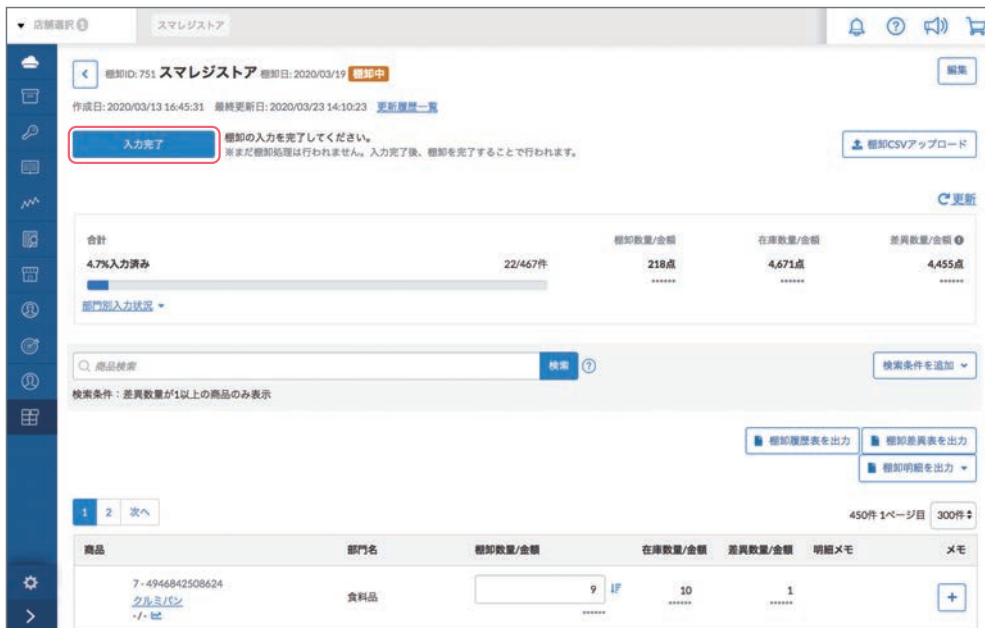 店舗選択
スマレジストア
棚卸ID: 751 スマレジストア 棚卸日: 2020/03/19 棚卸中
編集
作成日: 2020/03/13 16:45:31 最終更新日: 2020/03/23 14:10:23 更新履歴一覧
入力完了
棚卸の入力を完了してください。
※まだ棚卸処理は行われません。入力完了後、棚卸を完了することで行われます。
棚卸CSVアップロード
更新
合計 棚卸数量/金額 在庫数量/金額 差異数量/金額
4.7%入力済み 22/467件 218点 4,671点 4,455点
****** ****** ******
部門別入力状況
商品検索 検索
検索条件を追加
検索条件：差異数量が1以上の商品のみ表示
棚卸履歴表を出力 棚卸差異表を出力
棚卸明細を出力
1 2 次へ
450件 1ページ目 300件
商品 部門名 棚卸数量/金額 在庫数量/金額 差異数量/金額 明細メモ メモ
7 - 4946842508624
クルミパン 食料品 9 10 1 +
****** ****** ******
- / -